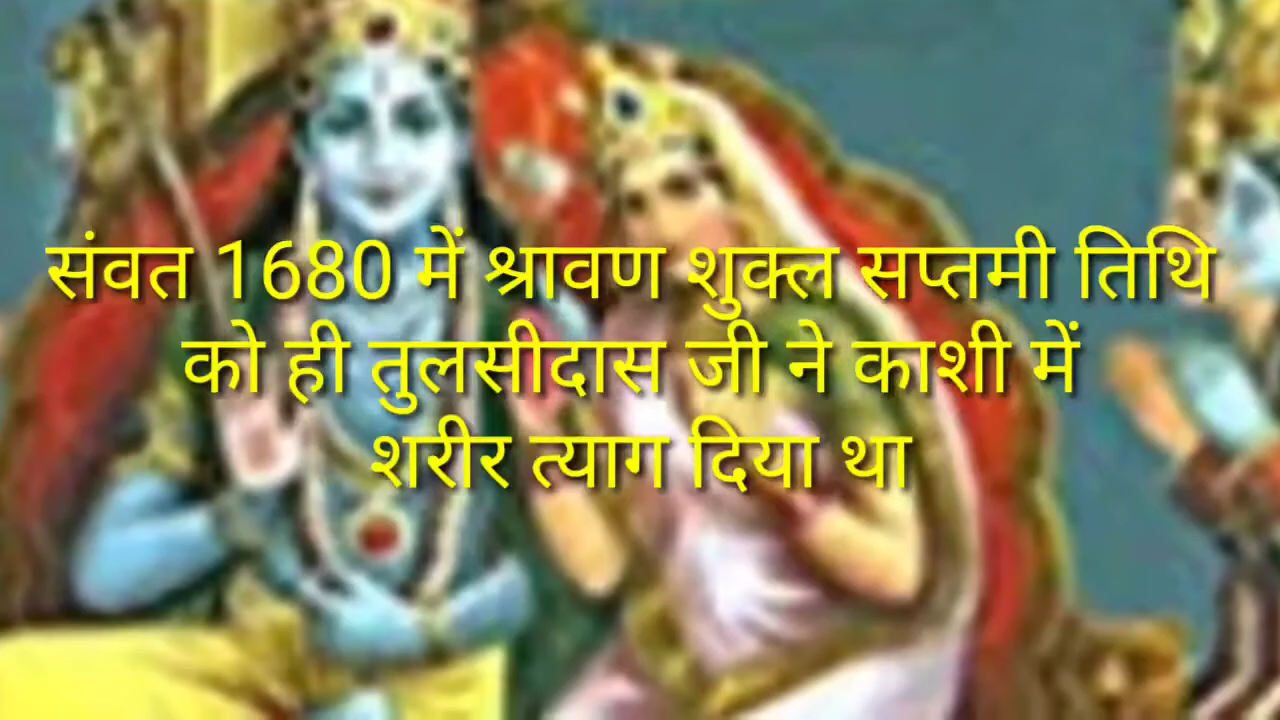 संवत 1680 में श्रावण शुक्ल सप्तमी तिथि
को ही तुलसीदास जी ने काशी में
शरीर त्याग दिया था